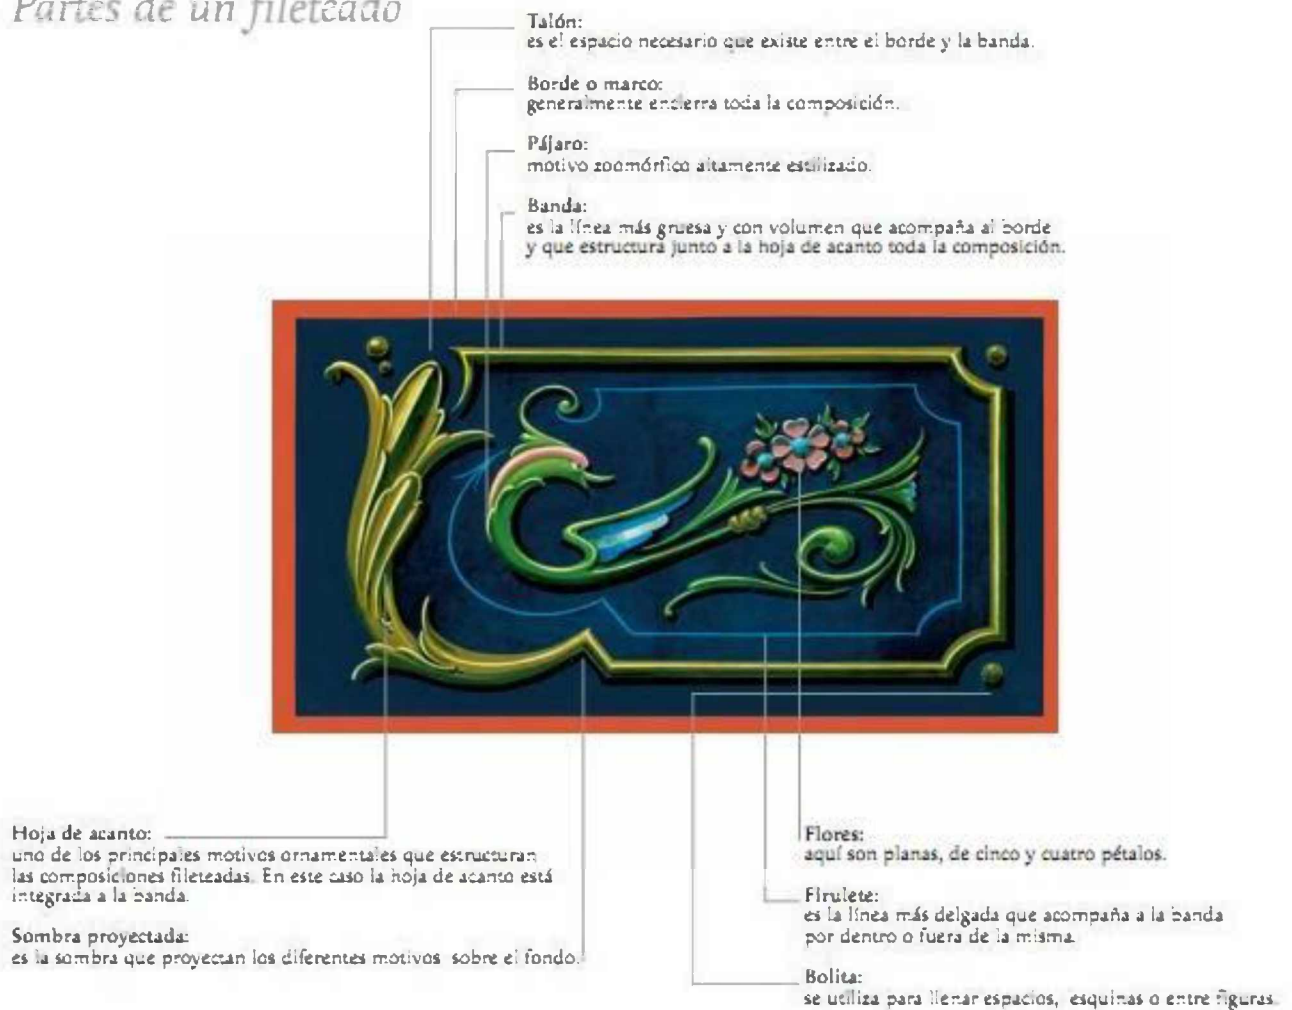 Partes de un fileteado
Talón:
es el espacio necesario que existe entre el borde y la banda.
Borde o marco:
generalmente encierra toda la composición.
Pájaro:
motivo zoomórfico altamente estilizado.
Banda:
es la línea más gruesa y con volumen que acompaña al borde
y que estructura junto a la hoja de acanto toda la composición.
Hoja de acanto:
uno de los principales motivos ornamentales que estructuran
las composiciones fileteadas. En este caso la hoja de acanto está
integrada a la banda.
Sombra proyectada:
es la sombra que proyectan los diferentes motivos sobre el fondo.
Flores:
aquí son planas, de cinco y cuatro pétalos.
Firulete:
es la línea más delgada que acompaña a la banda
por dentro o fuera de la misma.
Bolita:
se utiliza para llenar espacios, esquinas o entre figuras.